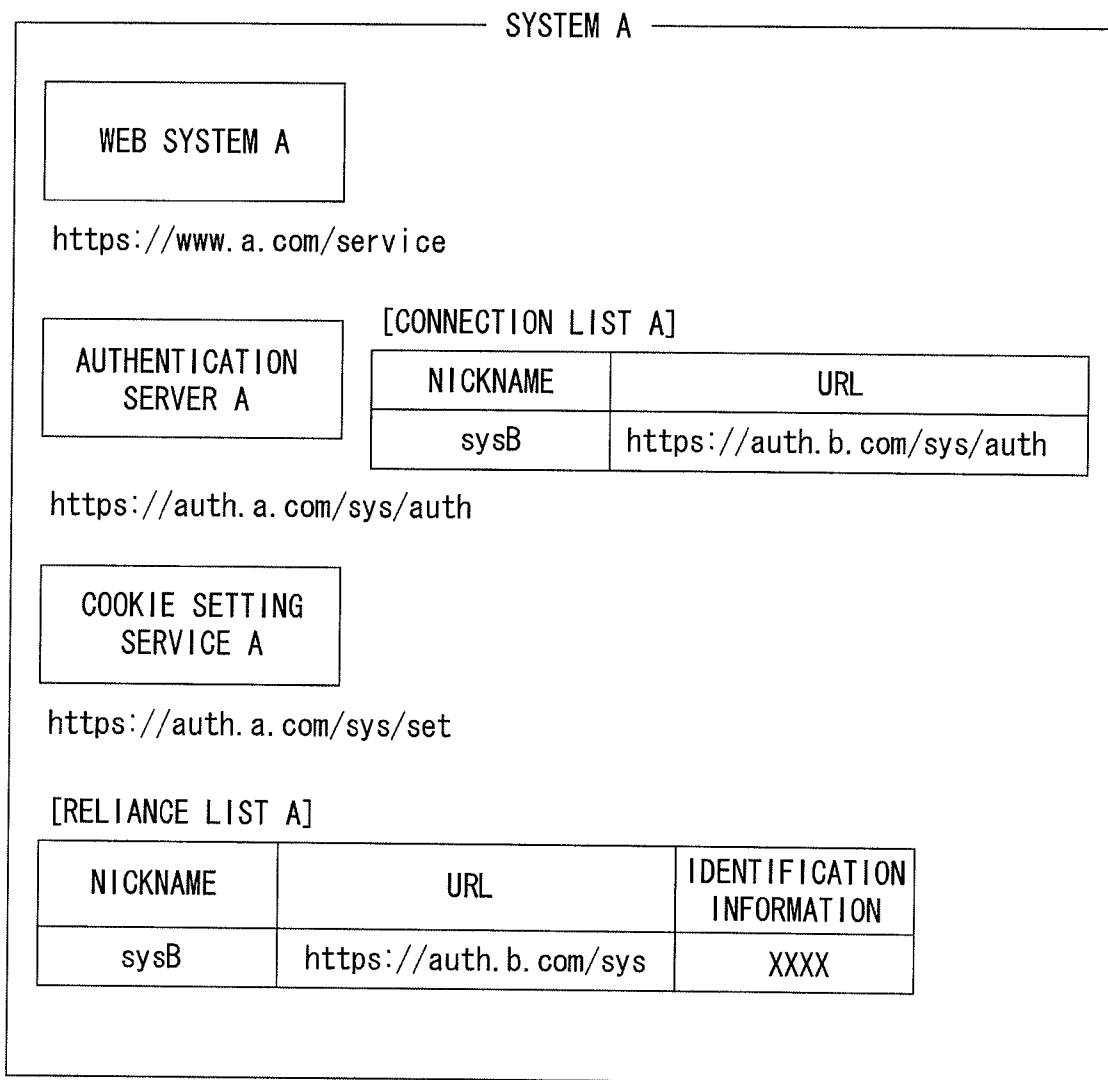 SYSTEM A
WEB SYSTEM A
https://www.a.com/service
[CONNECTION LIST A]
AUTHENTICATION
SERVER A
NICKNAME URL
sysB https://auth.b.com/sys/auth
https://auth.a.com/sys/auth
COOKIE SETTING
SERVICE A
https://auth.a.com/sys/set
[RELIANCE LIST A]
NICKNAME URL IDENTIFICATION
INFORMATION
sysB https://auth.b.com/sys XXXX